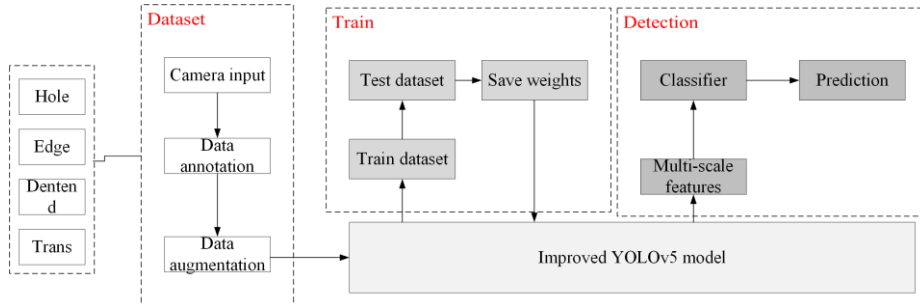 Hole
Edge
Denten
d
Trans
Dataset
Camera input
Data
annotation
Data
augmentation
Train
Test dataset
Save weights
Train dataset
Detection
Classifier
Prediction
Multi-scale
features
Improved YOLOv5 model